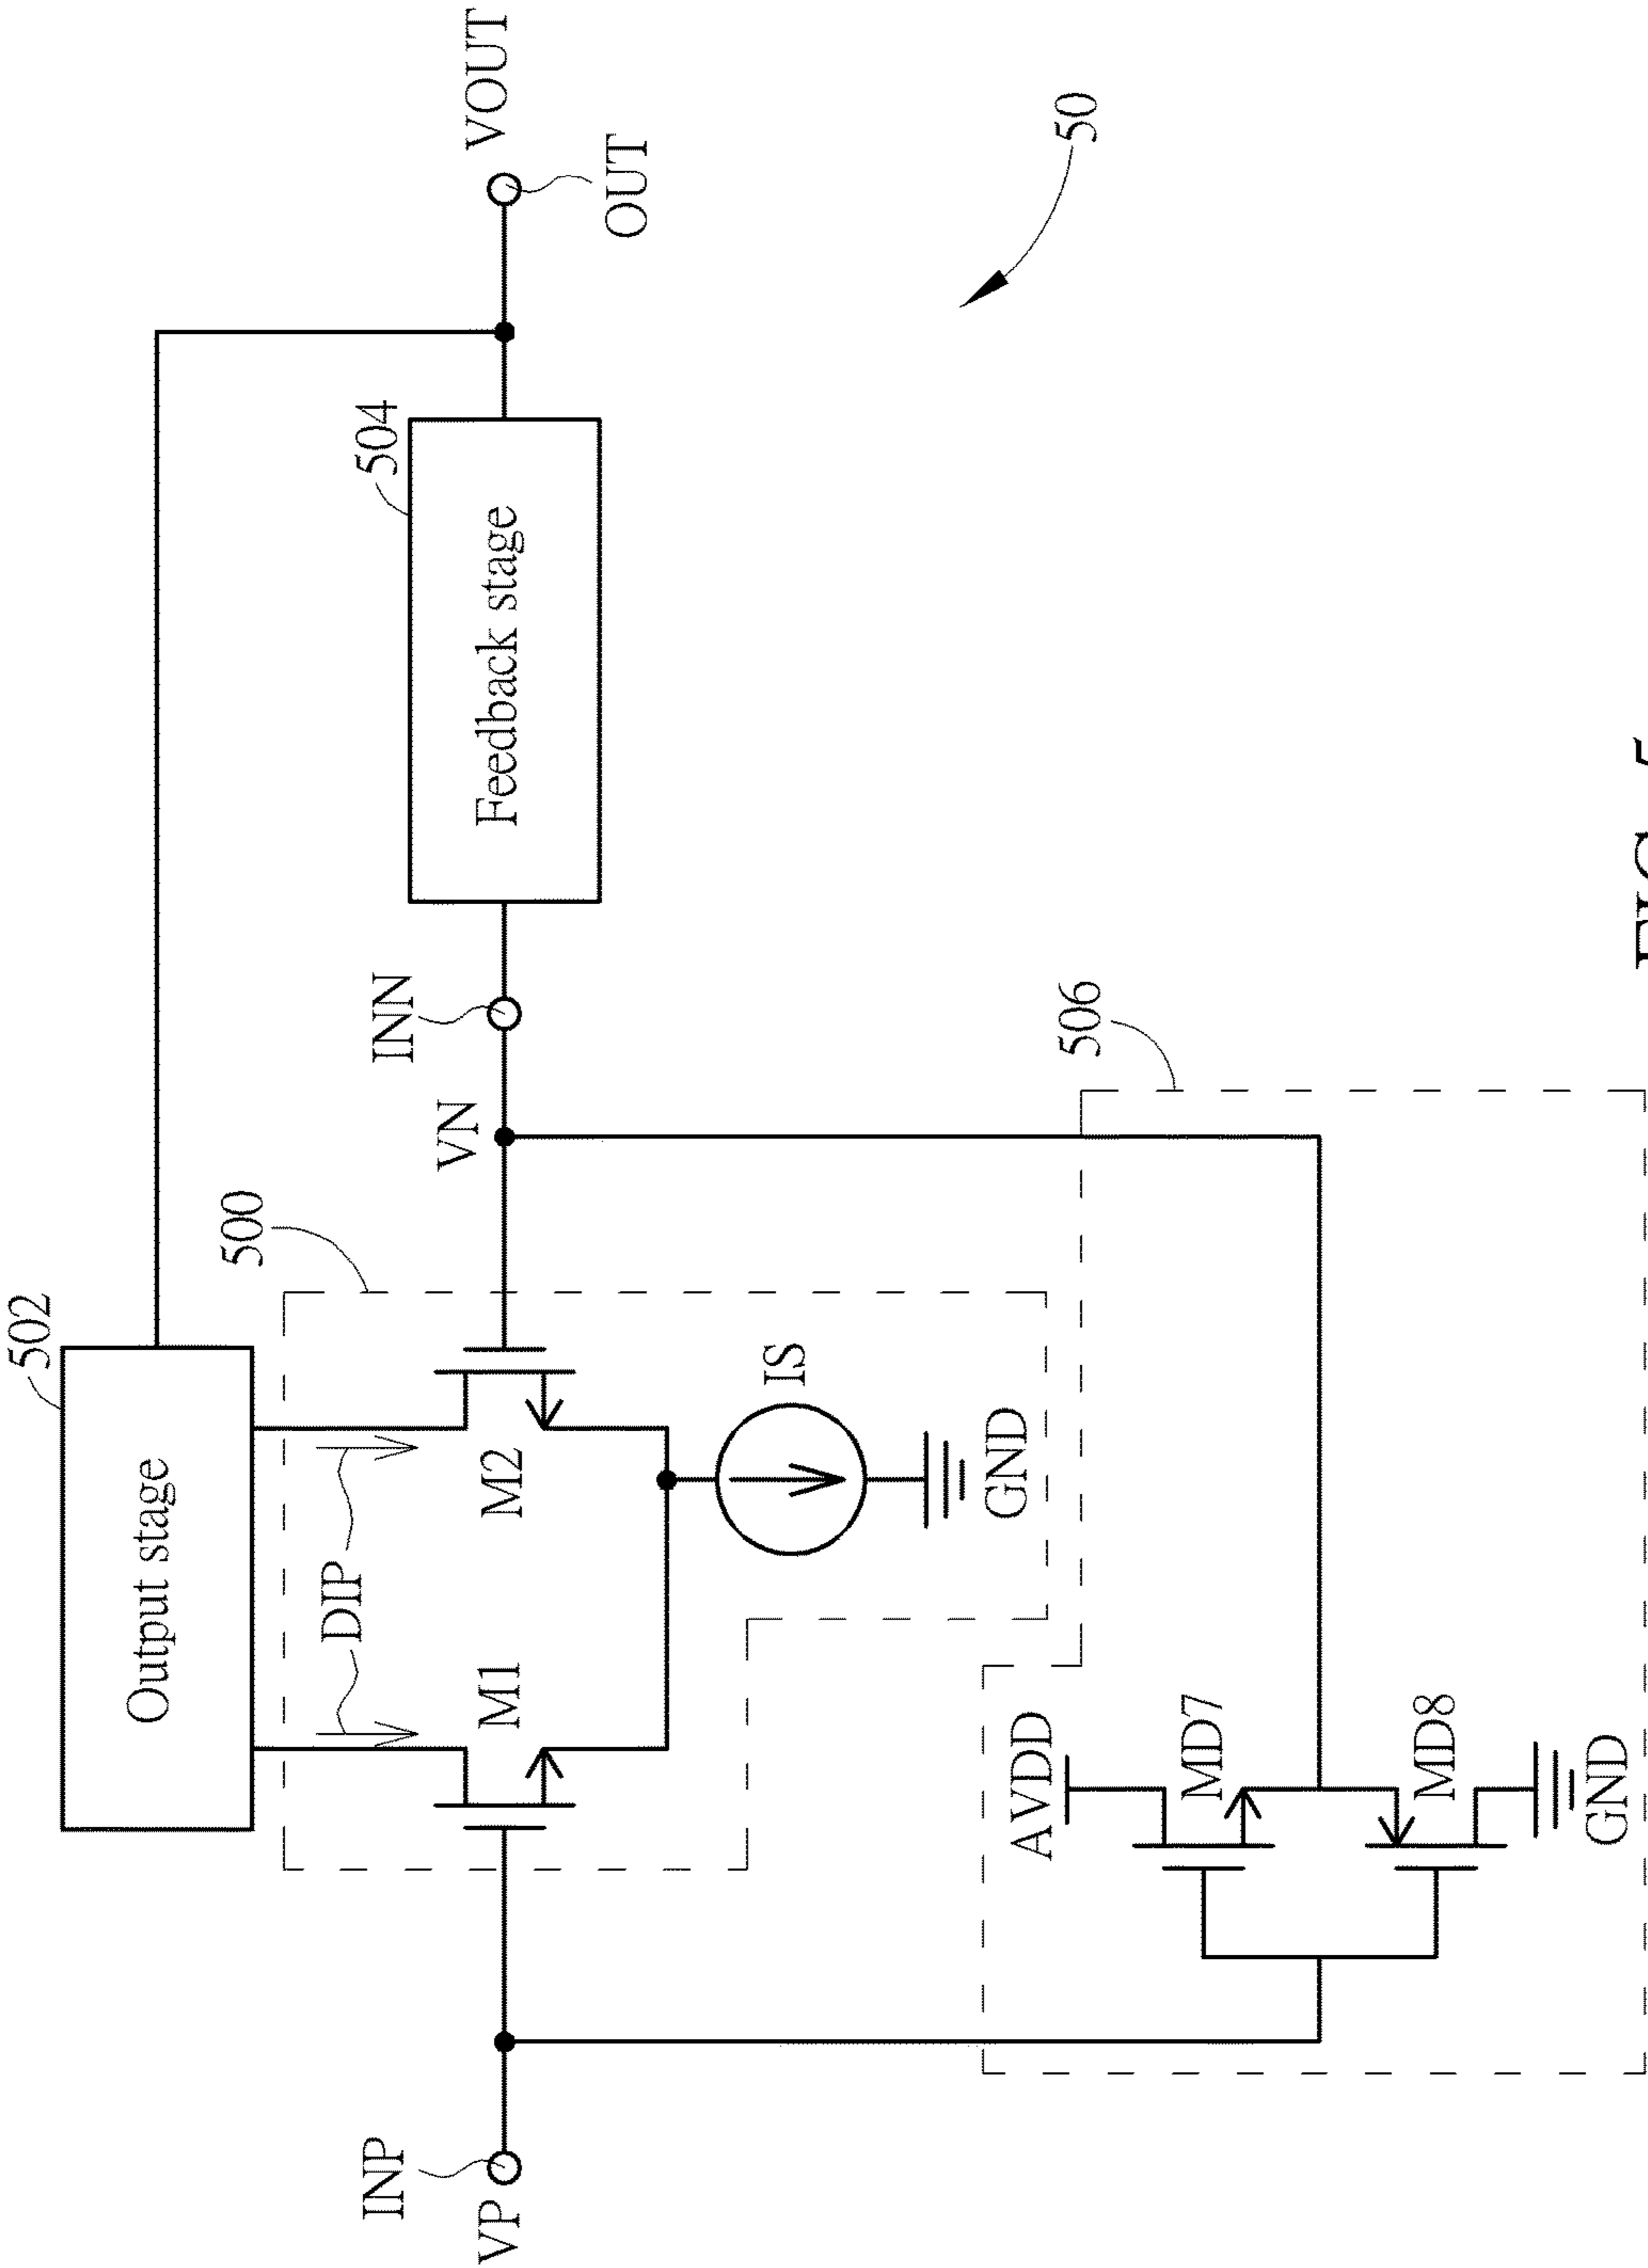 502
Output stage
500
DIP
M1
M2
IS
GND
INP
VP
VN
INN
504
Feedback stage
VOUT
OUT
50
506
AVDD
MD7
MD8
GND